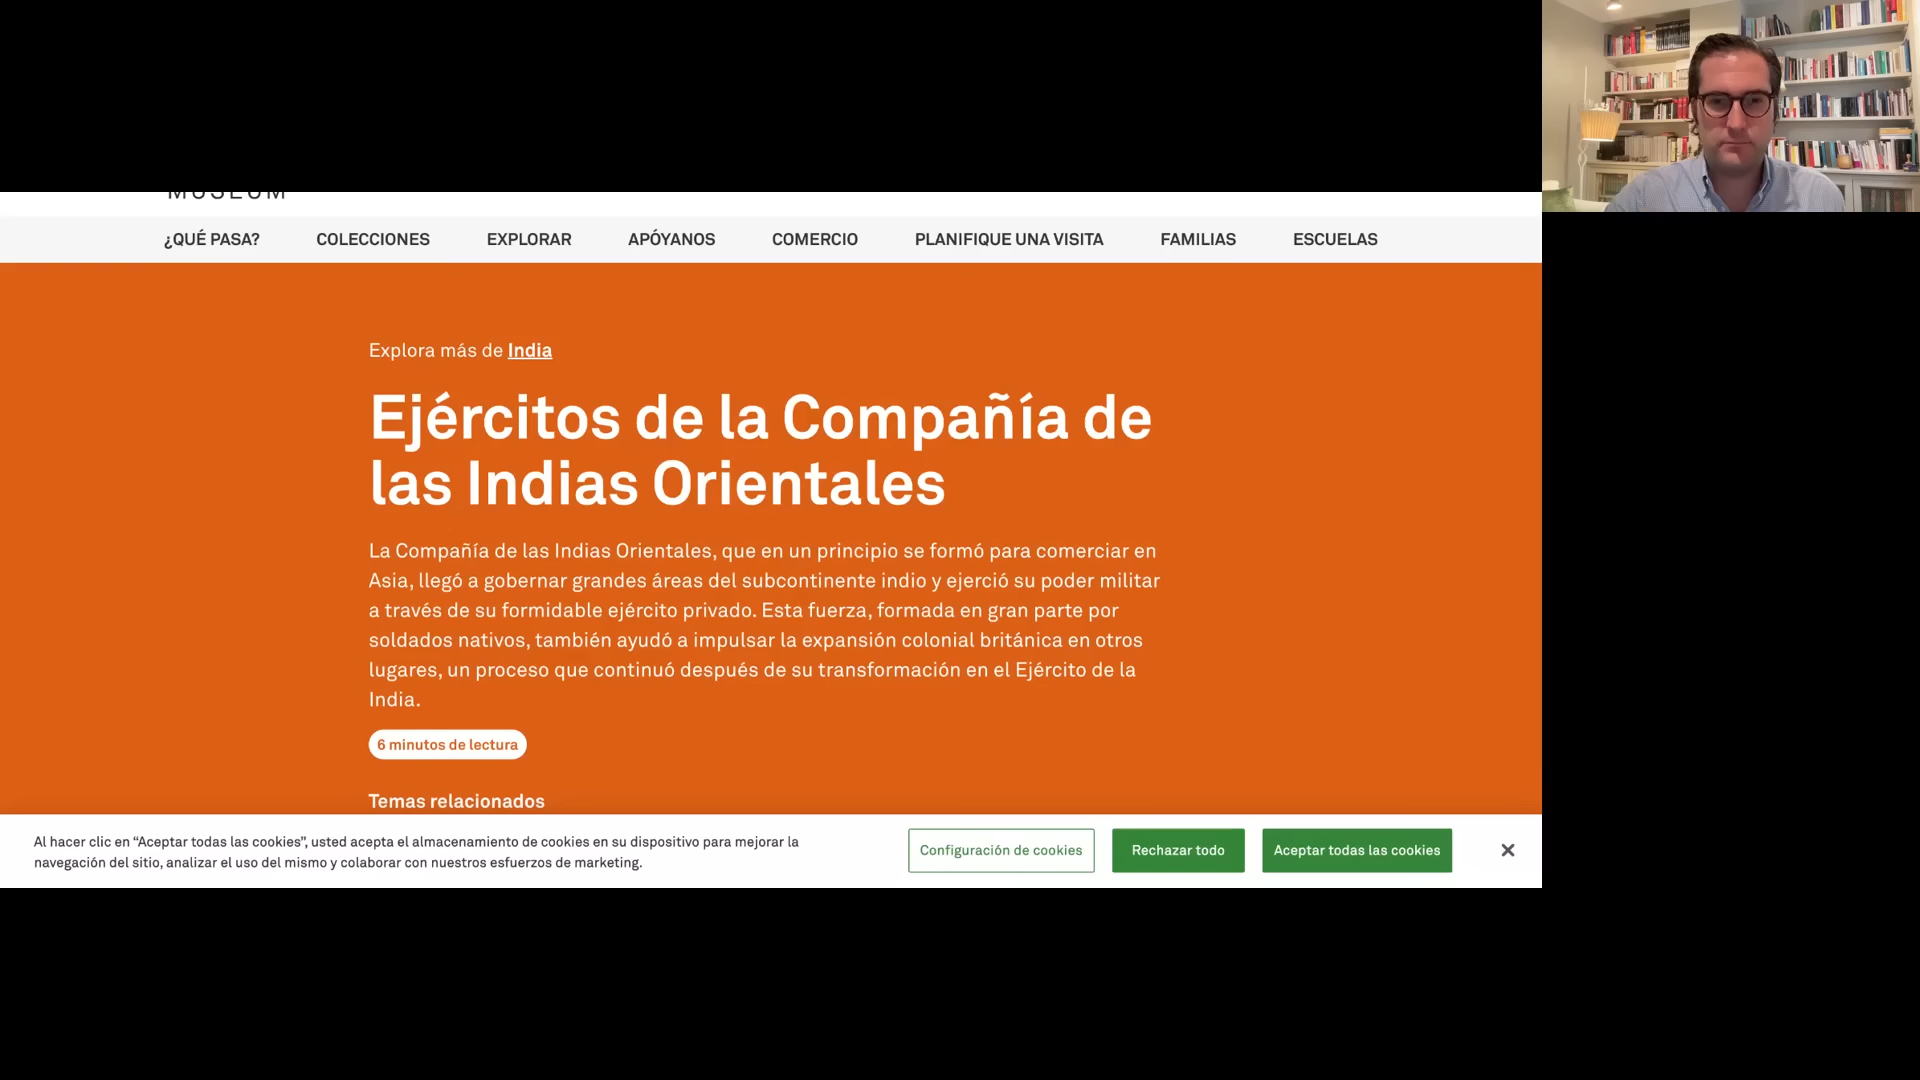 MUSEUM
¿QUÉ PASA? COLECCIONES EXPLORAR APÓYANOS COMERCIO PLANIFIQUE UNA VISITA FAMILIAS ESCUELAS
Explora más de India
Ejércitos de la Compañía de
las Indias Orientales
La Compañía de las Indias Orientales, que en un principio se formó para comerciar en
Asia, llegó a gobernar grandes áreas del subcontinente indio y ejerció su poder militar
a través de su formidable ejército privado. Esta fuerza, formada en gran parte por
soldados nativos, también ayudó a impulsar la expansión colonial británica en otros
lugares, un proceso que continuó después de su transformación en el Ejército de la
India.
6 minutos de lectura
Temas relacionados
Al hacer clic en “Aceptar todas las cookies”, usted acepta el almacenamiento de cookies en su dispositivo para mejorar la
navegación del sitio, analizar el uso del mismo y colaborar con nuestros esfuerzos de marketing.
Configuración de cookies Rechazar todo Aceptar todas las cookies